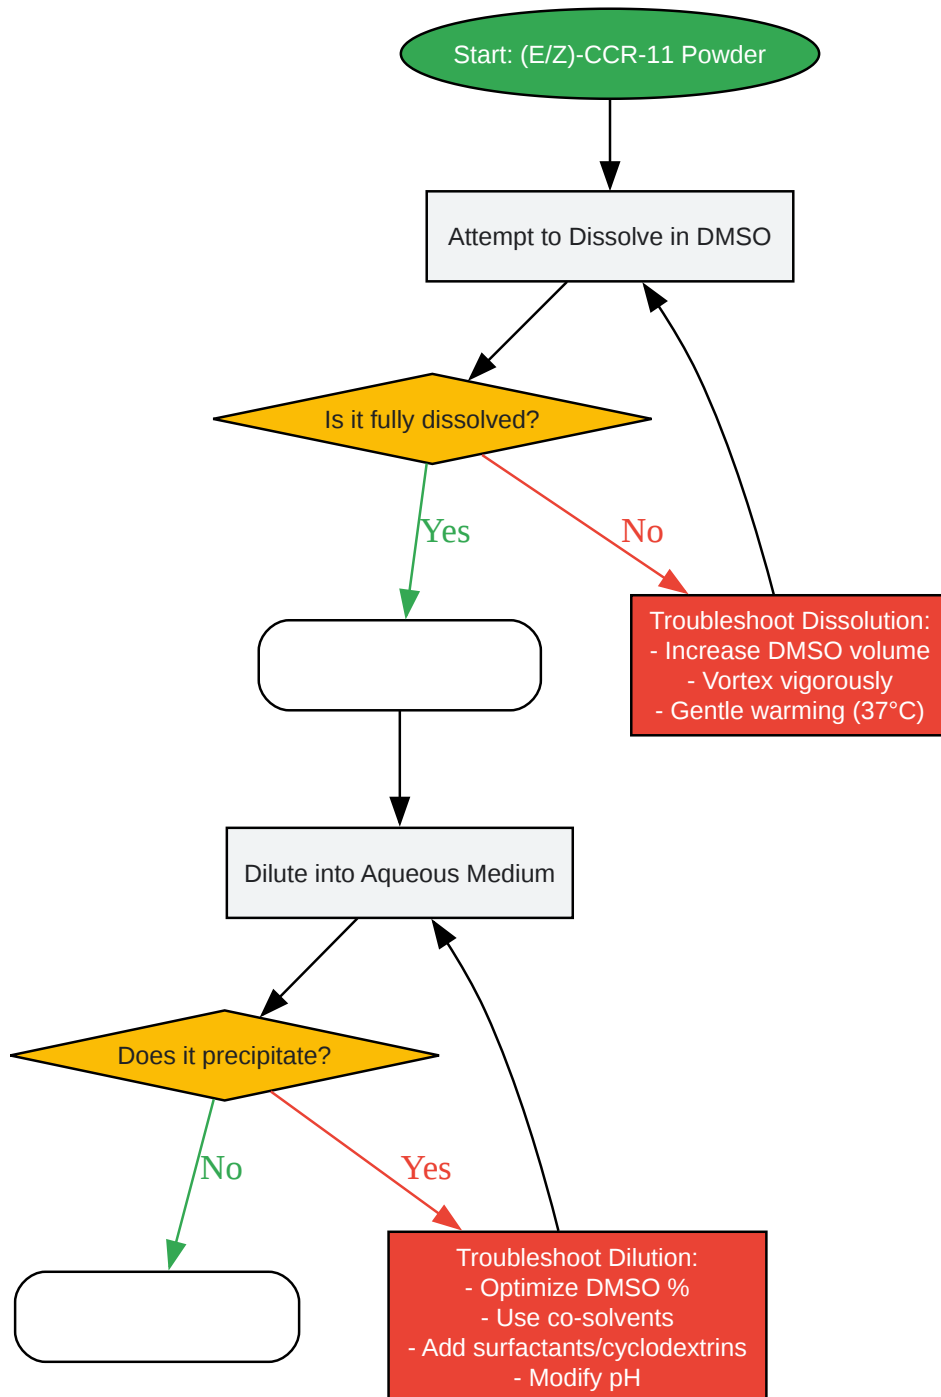 Start: (E/Z)-CCR-11 Powder
Attempt to Dissolve in DMSO
Is it fully dissolved?
Yes
No
Troubleshoot Dissolution:
- Increase DMSO volume
- Vortex vigorously
- Gentle warming (37°C)
Dilute into Aqueous Medium
Does it precipitate?
No
Yes
Troubleshoot Dilution:
- Optimize DMSO %
- Use co-solvents
- Add surfactants/cyclodextrins
- Modify pH